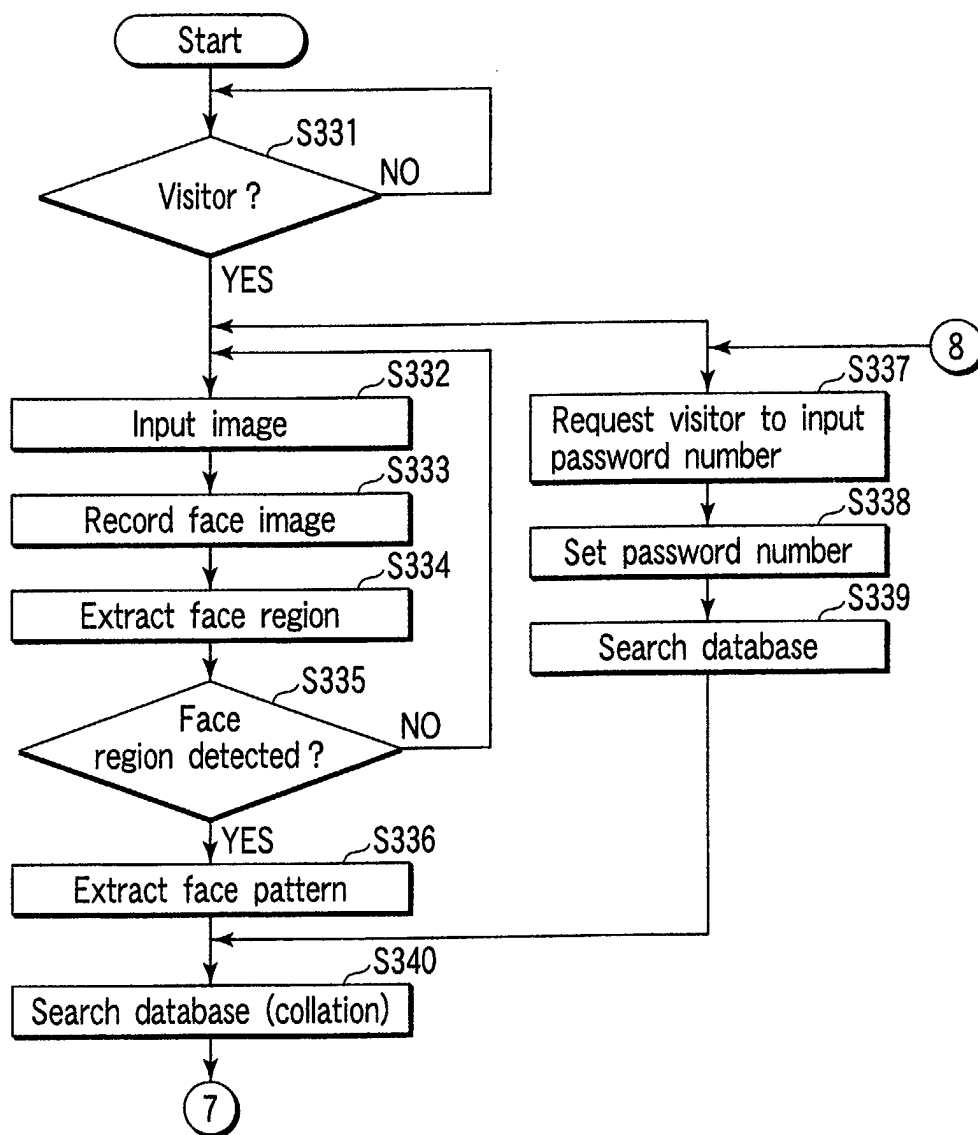 Start
S331
Visitor ?
NO
YES
8
S332
Input image
S333
Record face image
S334
Extract face region
S335
Face
region detected ?
NO
YES
S336
Extract face pattern
S337
Request visitor to input
password number
S338
Set password number
S339
Search database
S340
Search database (collation)
7